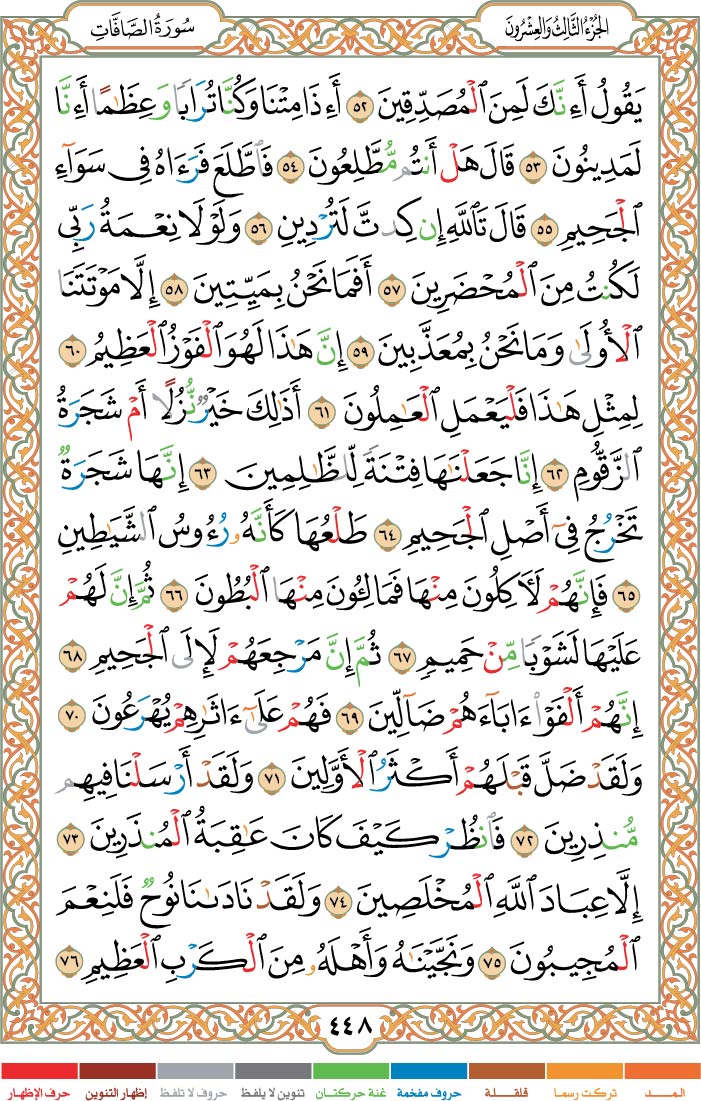 الجُزْءُ الثَّالِثُ وَالعِشْرُونَ
سُورَةُ الصَّافَّاتِ
يَقُولُ أَءِنَّكَ لَمِنَ ٱلْمُصَدِّقِينَ ٥٢ أَءِذَا مِتْنَا وَكُنَّا تُرَابًا وَعِظَٰمًا أَءِنَّا
لَمَدِينُونَ ٥٣ قَالَ هَلْ أَنتُم مُّطَّلِعُونَ ٥٤ فَٱطَّلَعَ فَرَءَاهُ فِى سَوَآءِ
ٱلْجَحِيمِ ٥٥ قَالَ تَٱللَّهِ إِن كِدتَّ لَتُرْدِينِ ٥٦ وَلَوْلَا نِعْمَةُ رَبِّى
لَكُنتُ مِنَ ٱلْمُحْضَرِينَ ٥٧ أَفَمَا نَحْنُ بِمَيِّتِينَ ٥٨ إِلَّا مَوْتَتَنَا
ٱلْأُولَىٰ وَمَا نَحْنُ بِمُعَذَّبِينَ ٥٩ إِنَّ هَٰذَا لَهُوَ ٱلْفَوْزُ ٱلْعَظِيمُ ٦٠
لِمِثْلِ هَٰذَا فَلْيَعْمَلِ ٱلْعَٰمِلُونَ ٦١ أَذَٰلِكَ خَيْرٌ نُّزُلًا أَمْ شَجَرَةُ
ٱلزَّقُّومِ ٦٢ إِنَّا جَعَلْنَٰهَا فِتْنَةً لِّلظَّٰلِمِينَ ٦٣ إِنَّهَا شَجَرَةٌ
تَخْرُجُ فِىٓ أَصْلِ ٱلْجَحِيمِ ٦٤ طَلْعُهَا كَأَنَّهُۥ رُءُوسُ ٱلشَّيَٰطِينِ
٦٥ فَإِنَّهُمْ لَءَاكِلُونَ مِنْهَا فَمَالِـُٔونَ مِنْهَا ٱلْبُطُونَ ٦٦ ثُمَّ إِنَّ لَهُمْ
عَلَيْهَا لَشَوْبًا مِّنْ حَمِيمٍ ٦٧ ثُمَّ إِنَّ مَرْجِعَهُمْ لَإِلَى ٱلْجَحِيمِ ٦٨
إِنَّهُمْ أَلْفَوْا۟ ءَابَآءَهُمْ ضَآلِّينَ ٦٩ فَهُمْ عَلَىٰٓ ءَاثَٰرِهِمْ يُهْرَعُونَ ٧٠
وَلَقَدْ ضَلَّ قَبْلَهُمْ أَكْثَرُ ٱلْأَوَّلِينَ ٧١ وَلَقَدْ أَرْسَلْنَا فِيهِم
مُّنذِرِينَ ٧٢ فَٱنظُرْ كَيْفَ كَانَ عَٰقِبَةُ ٱلْمُنذَرِينَ ٧٣
إِلَّا عِبَادَ ٱللَّهِ ٱلْمُخْلَصِينَ ٧٤ وَلَقَدْ نَادَىٰنَا نُوحٌ فَلَنِعْمَ
ٱلْمُجِيبُونَ ٧٥ وَنَجَّيْنَٰهُ وَأَهْلَهُۥ مِنَ ٱلْكَرْبِ ٱلْعَظِيمِ ٧٦
٤٤٨
المــد تركت رسما قلقلة حروف مفخمة غنة حركتان تنوين لا يلفظ حروف لا تلفظ إظهار التنوين حرف الإظهار